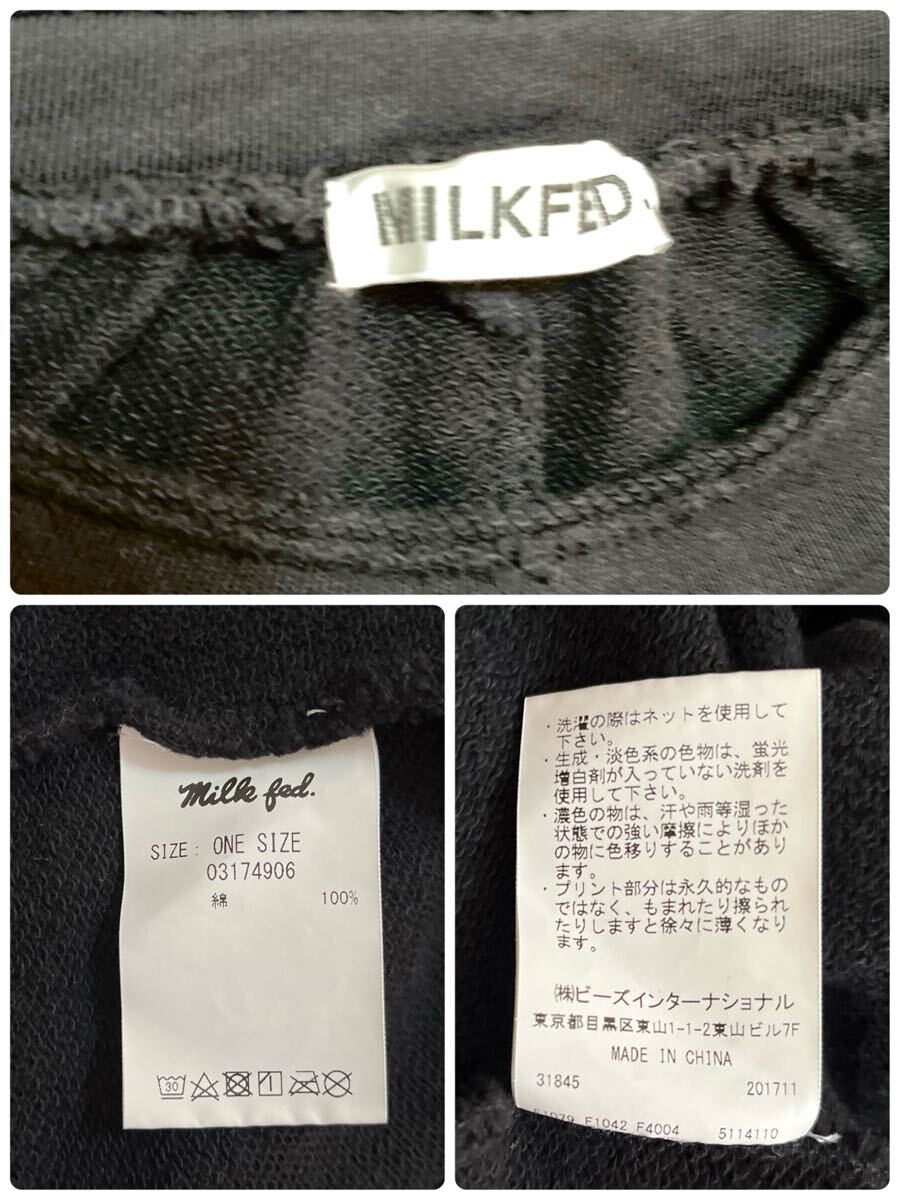 MILKFED
Milk fed.
SIZE: ONE SIZE
03174906
綿 100%
30
・洗濯の際はネットを使用して
下さい。
・生成・淡色系の色物は、蛍光
増白剤が入っていない洗剤を
使用して下さい。
・濃色の物は、汗や雨等湿った
状態での強い摩擦によりほか
の物に色移りすることがあり
ます。
・プリント部分は永久的なもの
ではなく、もまれたり擦られ
たりしますと徐々に薄くなり
ます。
㈱ビーズインターナショナル
東京都目黒区東山1-1-2東山ビル7F
MADE IN CHINA
31845 201711
F1079 F1042 F4004 5114110